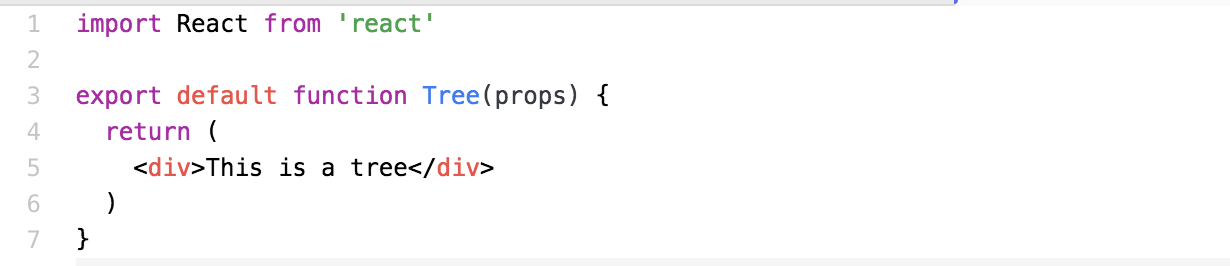 1 import React from 'react'
2
3 export default function Tree(props) {
4   return (
5     <div>This is a tree</div>
6   )
7 }